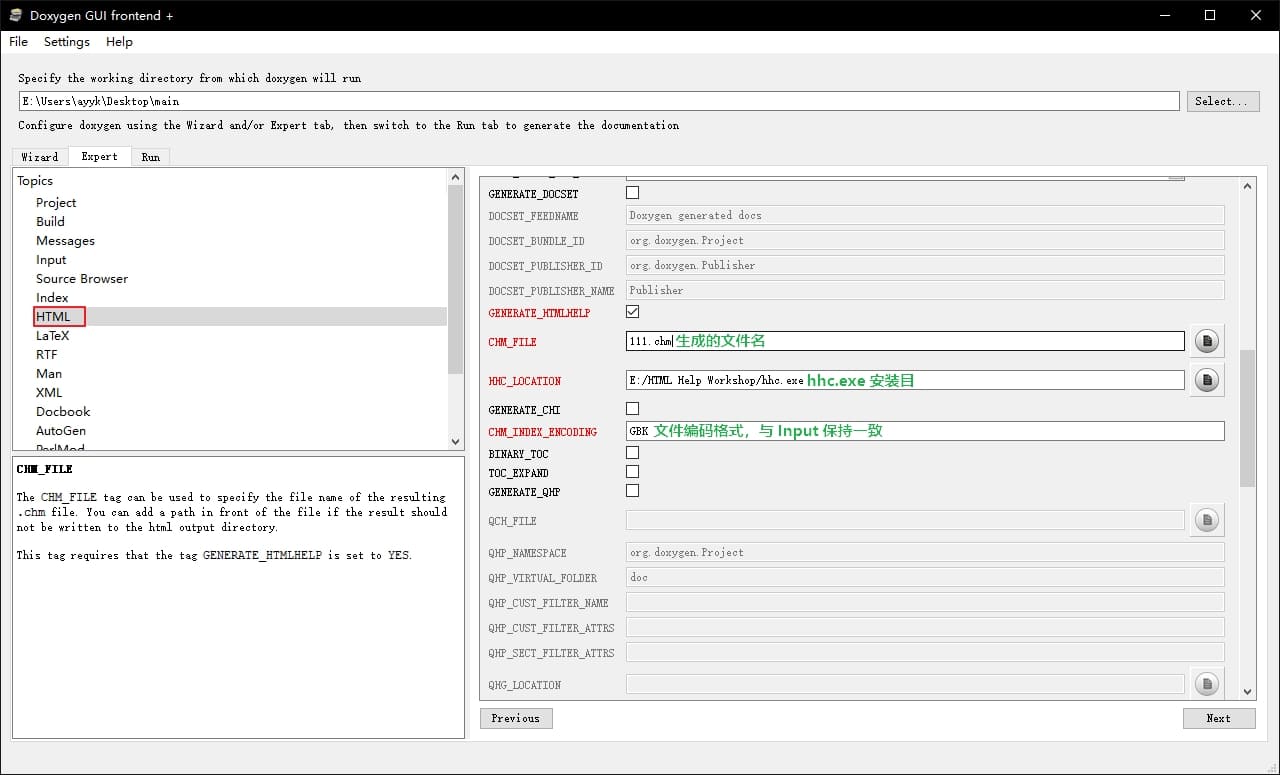 Doxygen GUI frontend +
File Settings Help
Specify the working directory from which doxygen will run
E:\Users\ayyk\Desktop\main
Select...
Configure doxygen using the Wizard and/or Expert tab, then switch to the Run tab to generate the documentation
Wizard Expert Run
Topics
Project
Build
Messages
Input
Source Browser
Index
HTML
LaTeX
RTF
Man
XML
Docbook
AutoGen
PerlMod
CHM_FILE
The CHM_FILE tag can be used to specify the file name of the resulting
.chm file. You can add a path in front of the file if the result should
not be written to the html output directory.
This tag requires that the tag GENERATE_HTMLHELP is set to YES.
GENERATE_DOCSET
DOCSET_FEEDNAME Doxygen generated docs
DOCSET_BUNDLE_ID org.doxygen.Project
DOCSET_PUBLISHER_ID org.doxygen.Publisher
DOCSET_PUBLISHER_NAME Publisher
GENERATE_HTMLHELP
CHM_FILE 111.chm 生成的文件名
HHC_LOCATION E:/HTML Help Workshop/hhc.exe hhc.exe 安装目
GENERATE_CHI
CHM_INDEX_ENCODING GBK 文件编码格式，与 Input 保持一致
BINARY_TOC
TOC_EXPAND
GENERATE_QHP
QCH_FILE
QHP_NAMESPACE org.doxygen.Project
QHP_VIRTUAL_FOLDER doc
QHP_CUST_FILTER_NAME
QHP_CUST_FILTER_ATTRS
QHP_SECT_FILTER_ATTRS
QHG_LOCATION
Previous
Next